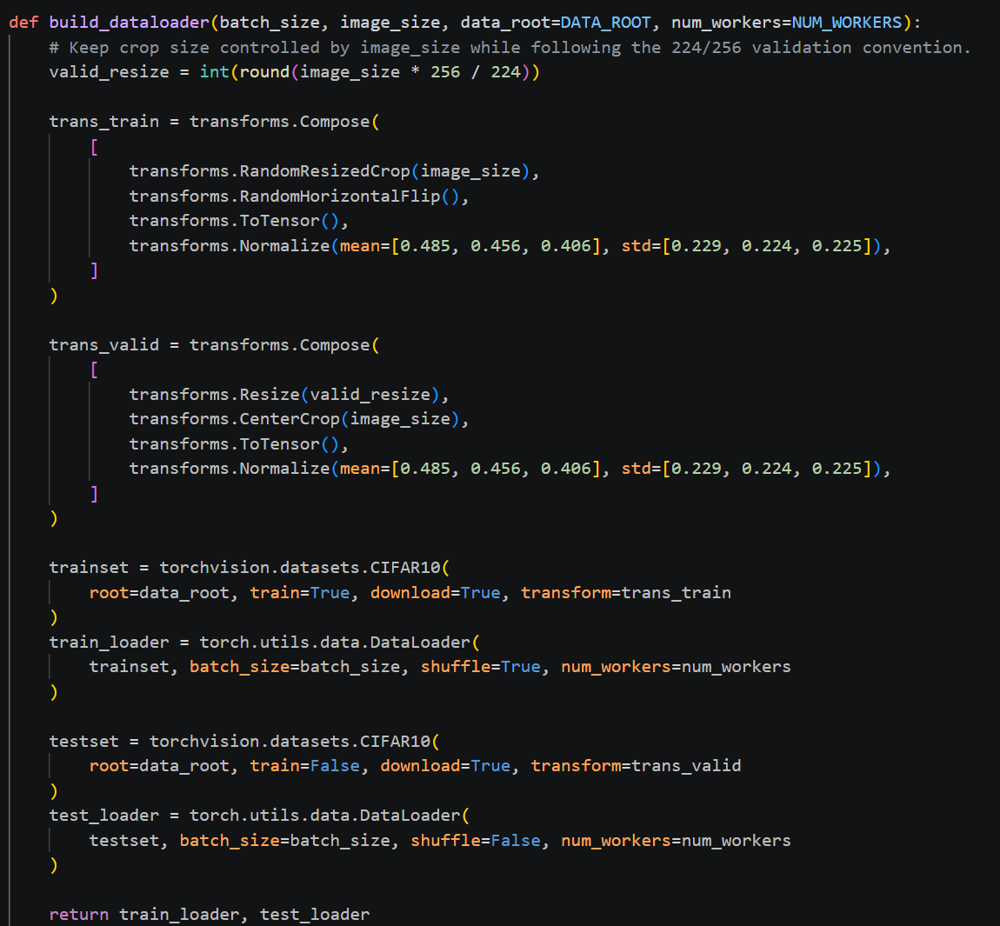 def build_dataloader(batch_size, image_size, data_root=DATA_ROOT, num_workers=NUM_WORKERS):
    # Keep crop size controlled by image_size while following the 224/256 validation convention.
    valid_resize = int(round(image_size * 256 / 224))

    trans_train = transforms.Compose(
        [
            transforms.RandomResizedCrop(image_size),
            transforms.RandomHorizontalFlip(),
            transforms.ToTensor(),
            transforms.Normalize(mean=[0.485, 0.456, 0.406], std=[0.229, 0.224, 0.225]),
        ]
    )

    trans_valid = transforms.Compose(
        [
            transforms.Resize(valid_resize),
            transforms.CenterCrop(image_size),
            transforms.ToTensor(),
            transforms.Normalize(mean=[0.485, 0.456, 0.406], std=[0.229, 0.224, 0.225]),
        ]
    )

    trainset = torchvision.datasets.CIFAR10(
        root=data_root, train=True, download=True, transform=trans_train
    )
    train_loader = torch.utils.data.DataLoader(
        trainset, batch_size=batch_size, shuffle=True, num_workers=num_workers
    )

    testset = torchvision.datasets.CIFAR10(
        root=data_root, train=False, download=True, transform=trans_valid
    )
    test_loader = torch.utils.data.DataLoader(
        testset, batch_size=batch_size, shuffle=False, num_workers=num_workers
    )

    return train_loader, test_loader